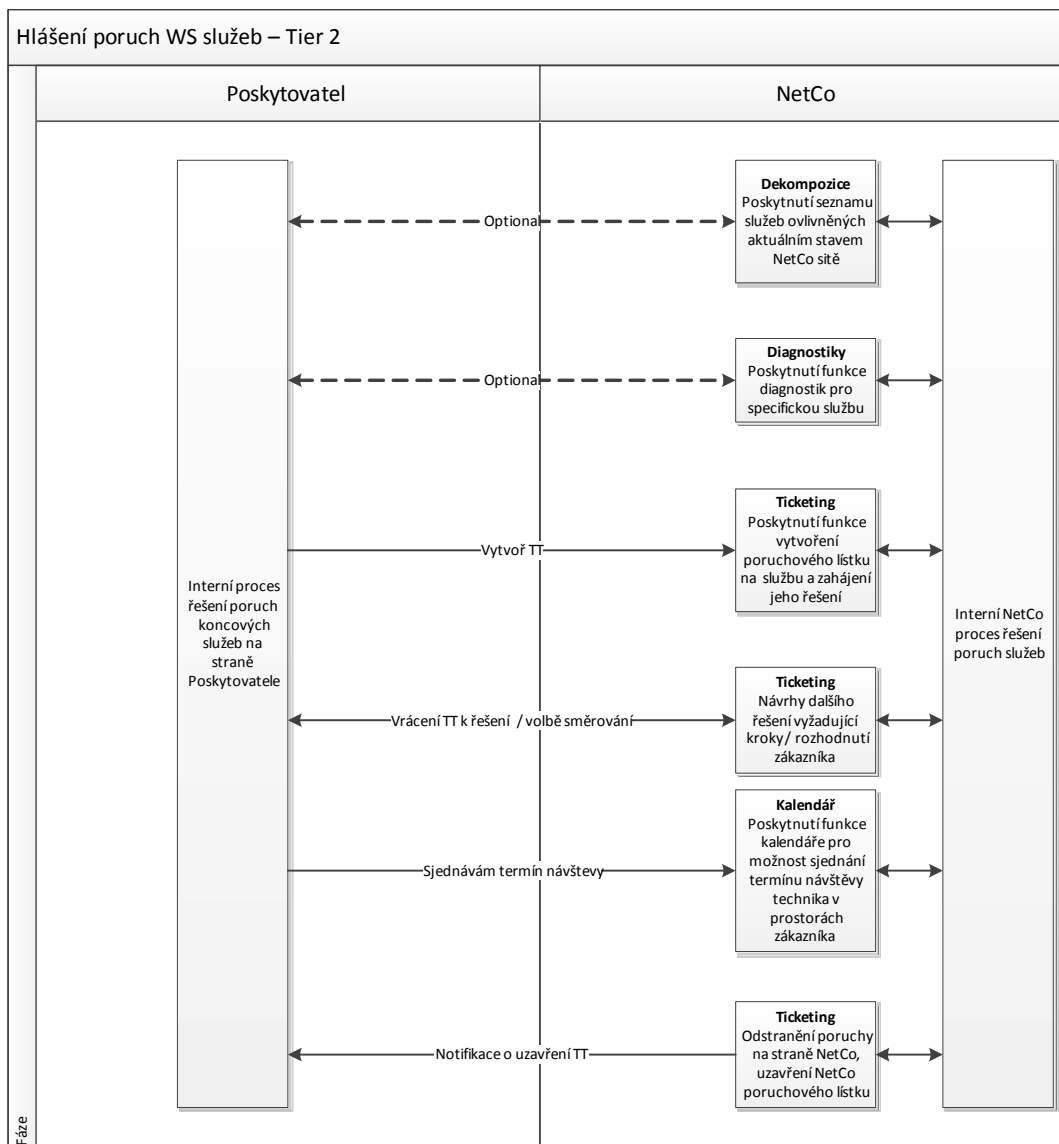 Hlášení poruch WS služeb – Tier 2
Poskytovatel
NetCo
Dekompozice
Poskytnutí seznamu
služeb ovlivněných
aktuálním stavem
NetCo sítě
Optional
Diagnostiky
Poskytnutí funkce
diagnostik pro
specifickou službu
Optional
Ticketing
Poskytnutí funkce
vytvoření
poruchového lístku
na službu a zahájení
jeho řešení
Vytvoř TT
Interní proces
řešení poruch
koncových
služeb na
straně
Poskytovatele
Interní NetCo
proces řešení
poruch služeb
Ticketing
Návrhy dalšího
řešení vyžadující
kroky/ rozhodnutí
zákazníka
Vrácení TT k řešení / volbě směrování
Kalendář
Poskytnutí funkce
kalendáře pro
možnost sjednání
termínu návštěvy
technika v
prostorách
zákazníka
Sjednávám termín návštevy
Ticketing
Odstranění poruchy
na straně NetCo,
uzavření NetCo
poruchového lístku
Notifikace o uzavření TT
Fáze